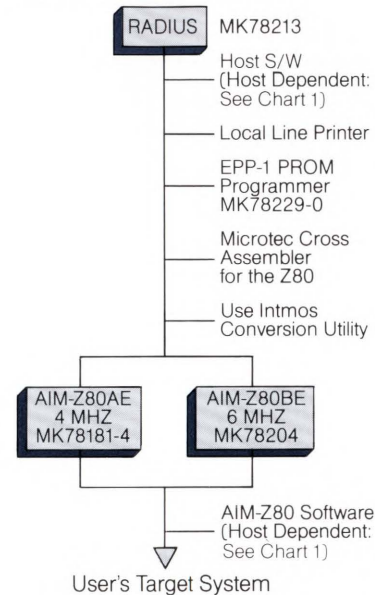 RADIUS MK78213
Host S/W
(Host Dependent:
See Chart 1)
Local Line Printer
EPP-1 PROM
Programmer
MK78229-0
Microtec Cross
Assembler
for the Z80
Use Intmos
Conversion Utility
AIM-Z80AE
4 MHZ
MK78181-4
AIM-Z80BE
6 MHZ
MK78204
AIM-Z80 Software
(Host Dependent:
See Chart 1)
User's Target System